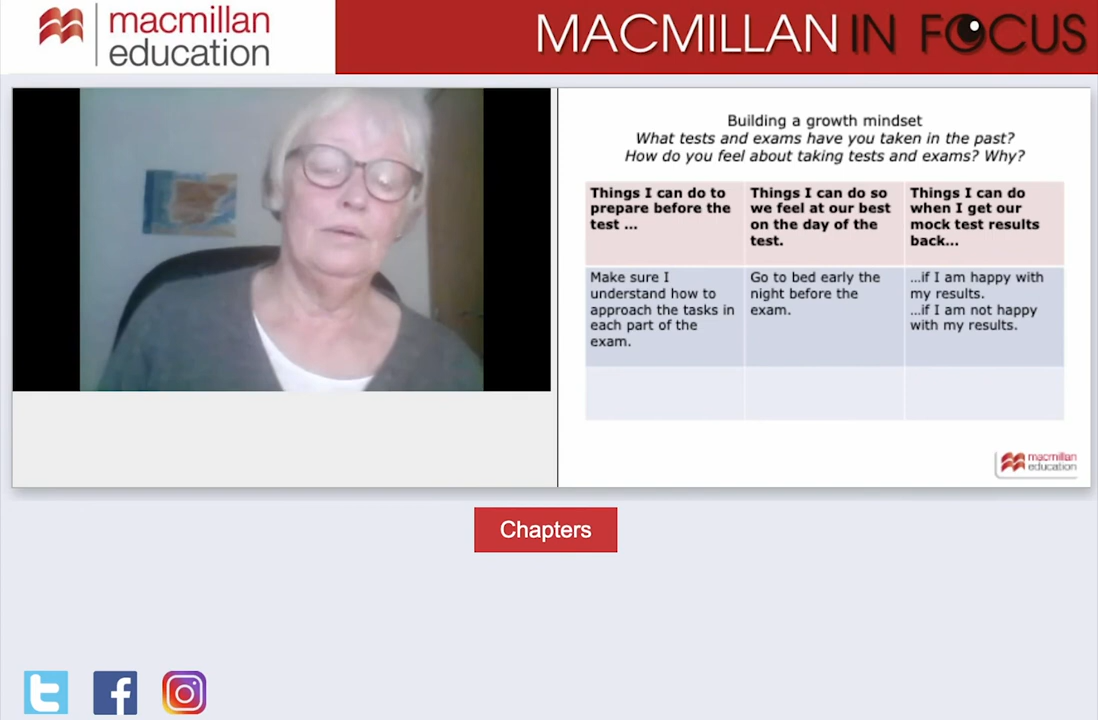 macmillan
education
MACMILLAN IN FOCUS
Building a growth mindset
What tests and exams have you taken in the past?
How do you feel about taking tests and exams? Why?
Things I can do to
prepare before the
test ...
Things I can do so
we feel at our best
on the day of the
test.
Things I can do
when I get our
mock test results
back...
Make sure I
understand how to
approach the tasks in
each part of the
exam.
Go to bed early the
night before the
exam.
...if I am happy with
my results.
...if I am not happy
with my results.
macmillan
education
Chapters